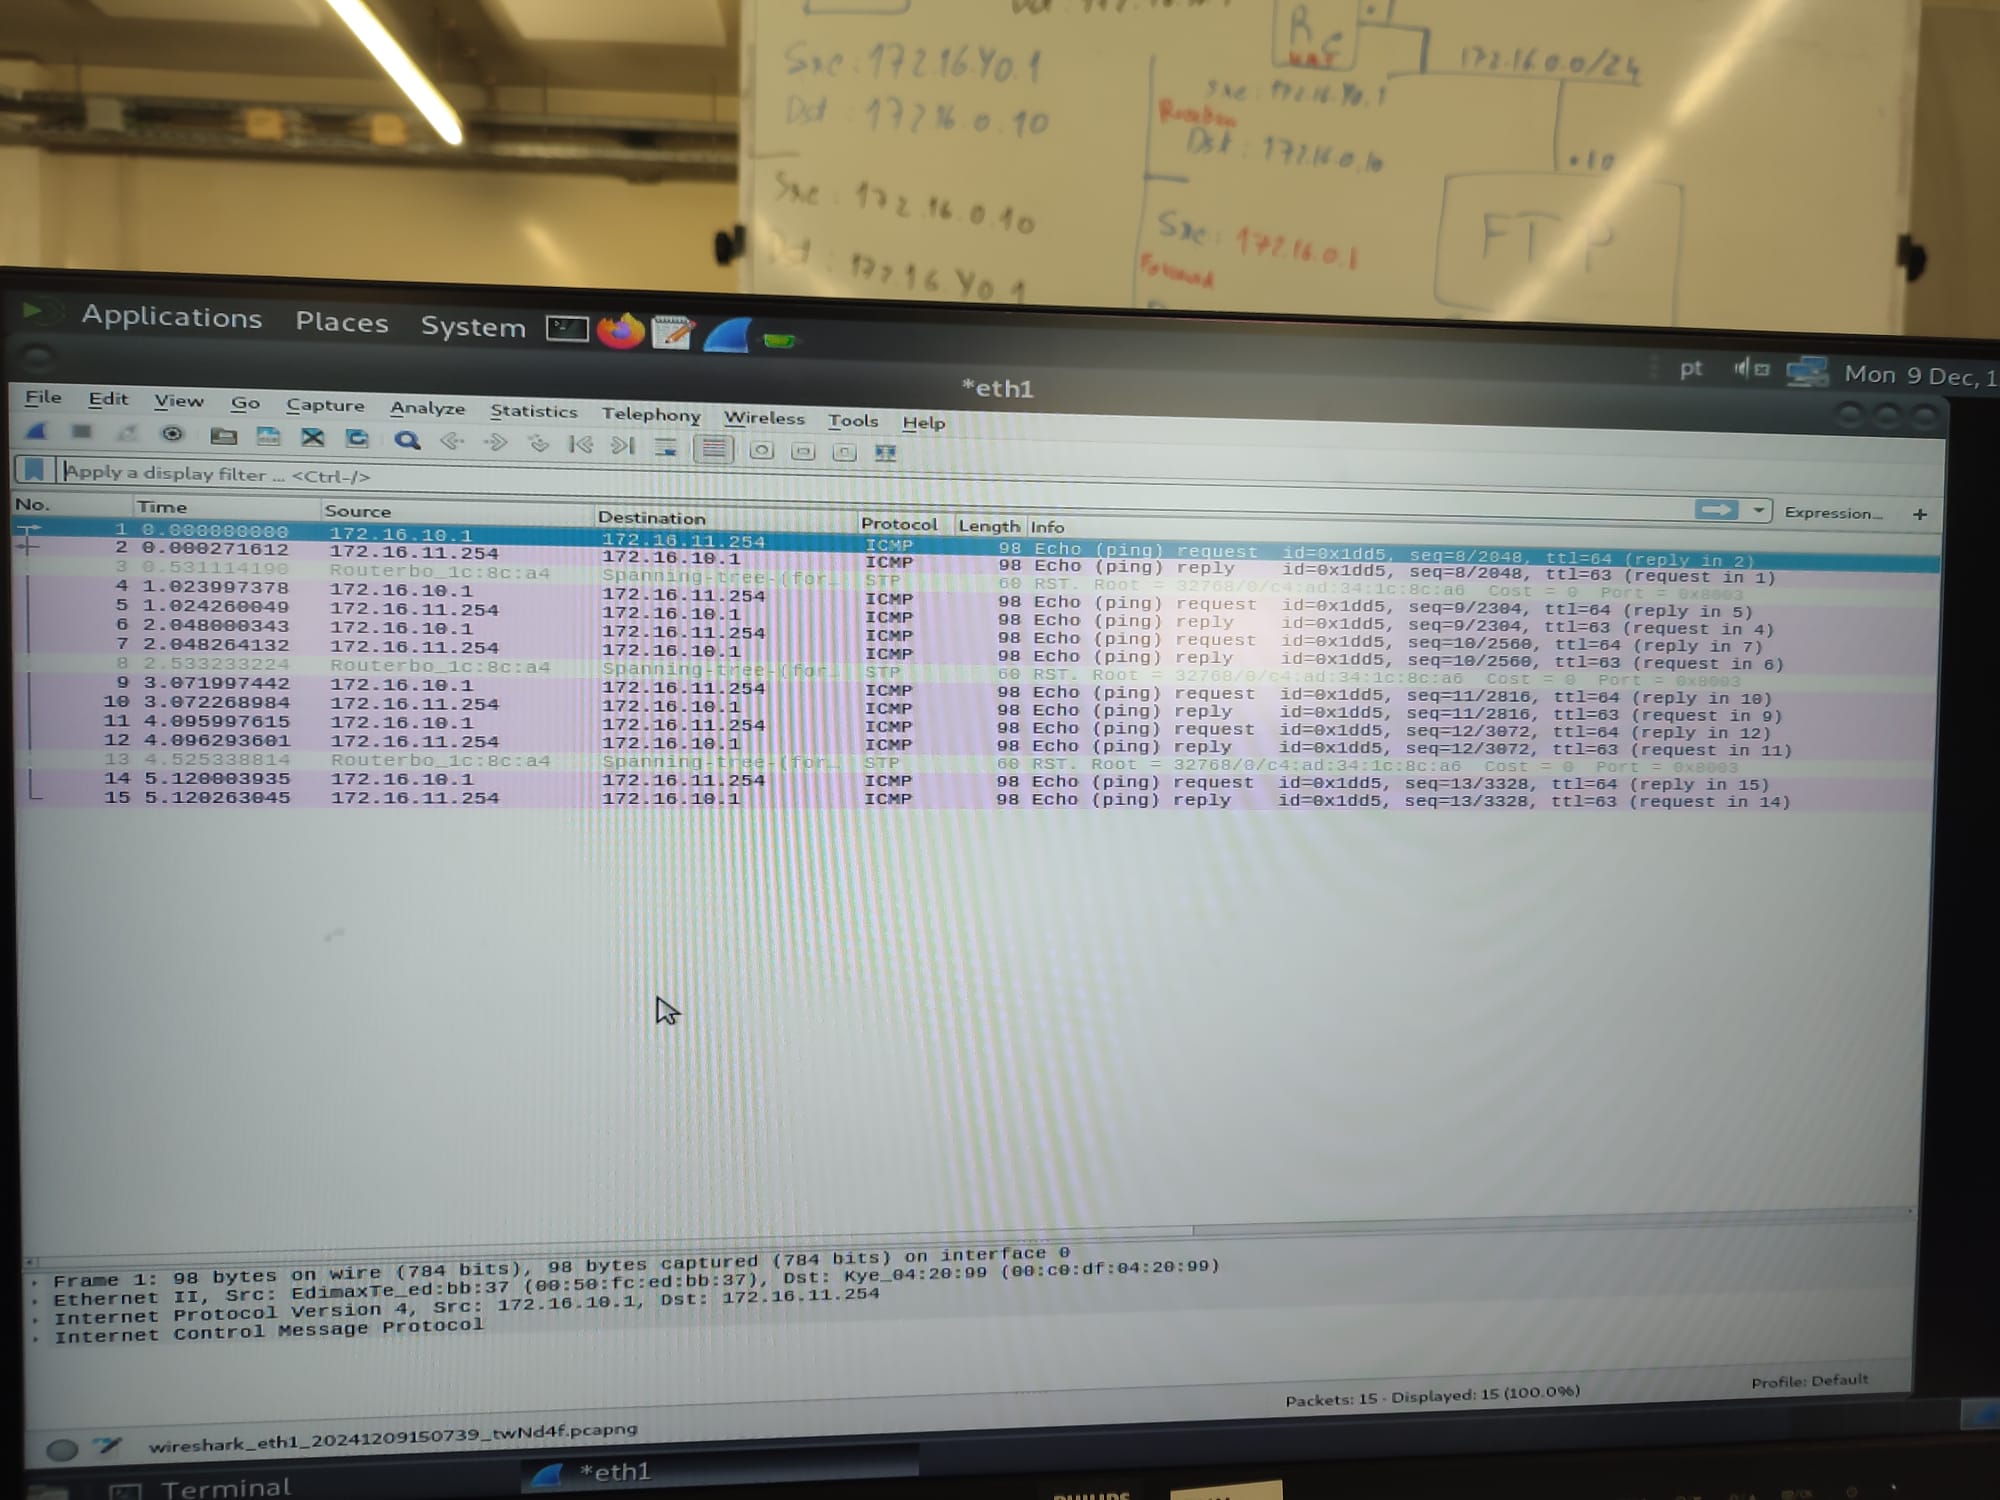 Sxc: 172.16.Y0.1
Dst: 172.16.0.10
Sxc: 172.16.0.10
Dst: 172.16.Y0.1
Rc
NAT
.1
172.16.0.0/24
Sxc: 172.16.Y0.1
Dst: 172.16.0.10
Sxc: 172.16.0.1
Forward
.10
FTP
Applications Places System
pt Mon 9 Dec, 1
*eth1
File Edit View Go Capture Analyze Statistics Telephony Wireless Tools Help
Apply a display filter ... <Ctrl-/> Expression... +
No. Time Source Destination Protocol Length Info
1 0.000000000 172.16.10.1 172.16.11.254 ICMP 98 Echo (ping) request id=0x1dd5, seq=8/2048, ttl=64 (reply in 2)
2 0.000271612 172.16.11.254 172.16.10.1 ICMP 98 Echo (ping) reply id=0x1dd5, seq=8/2048, ttl=63 (request in 1)
3 0.531114190 Routerbo_1c:8c:a4 Spanning-tree-(for… STP 60 RST. Root = 32768/0/c4:ad:34:1c:8c:a6 Cost = 0 Port = 0x8003
4 1.023997378 172.16.10.1 172.16.11.254 ICMP 98 Echo (ping) request id=0x1dd5, seq=9/2304, ttl=64 (reply in 5)
5 1.024260049 172.16.11.254 172.16.10.1 ICMP 98 Echo (ping) reply id=0x1dd5, seq=9/2304, ttl=63 (request in 4)
6 2.048000343 172.16.10.1 172.16.11.254 ICMP 98 Echo (ping) request id=0x1dd5, seq=10/2560, ttl=64 (reply in 7)
7 2.048264132 172.16.11.254 172.16.10.1 ICMP 98 Echo (ping) reply id=0x1dd5, seq=10/2560, ttl=63 (request in 6)
8 2.533233224 Routerbo_1c:8c:a4 Spanning-tree-(for… STP 60 RST. Root = 32768/0/c4:ad:34:1c:8c:a6 Cost = 0 Port = 0x8003
9 3.071997442 172.16.10.1 172.16.11.254 ICMP 98 Echo (ping) request id=0x1dd5, seq=11/2816, ttl=64 (reply in 10)
10 3.072268984 172.16.11.254 172.16.10.1 ICMP 98 Echo (ping) reply id=0x1dd5, seq=11/2816, ttl=63 (request in 9)
11 4.095997615 172.16.10.1 172.16.11.254 ICMP 98 Echo (ping) request id=0x1dd5, seq=12/3072, ttl=64 (reply in 12)
12 4.096293601 172.16.11.254 172.16.10.1 ICMP 98 Echo (ping) reply id=0x1dd5, seq=12/3072, ttl=63 (request in 11)
13 4.525338814 Routerbo_1c:8c:a4 Spanning-tree-(for… STP 60 RST. Root = 32768/0/c4:ad:34:1c:8c:a6 Cost = 0 Port = 0x8003
14 5.120003935 172.16.10.1 172.16.11.254 ICMP 98 Echo (ping) request id=0x1dd5, seq=13/3328, ttl=64 (reply in 15)
15 5.120263045 172.16.11.254 172.16.10.1 ICMP 98 Echo (ping) reply id=0x1dd5, seq=13/3328, ttl=63 (request in 14)
Frame 1: 98 bytes on wire (784 bits), 98 bytes captured (784 bits) on interface 0
Ethernet II, Src: EdimaxTe_ed:bb:37 (00:50:fc:ed:bb:37), Dst: Kye_04:20:99 (00:c0:df:04:20:99)
Internet Protocol Version 4, Src: 172.16.10.1, Dst: 172.16.11.254
Internet Control Message Protocol
wireshark_eth1_20241209150739_twNd4f.pcapng Packets: 15 · Displayed: 15 (100.0%) Profile: Default
Terminal *eth1
PHILIPS